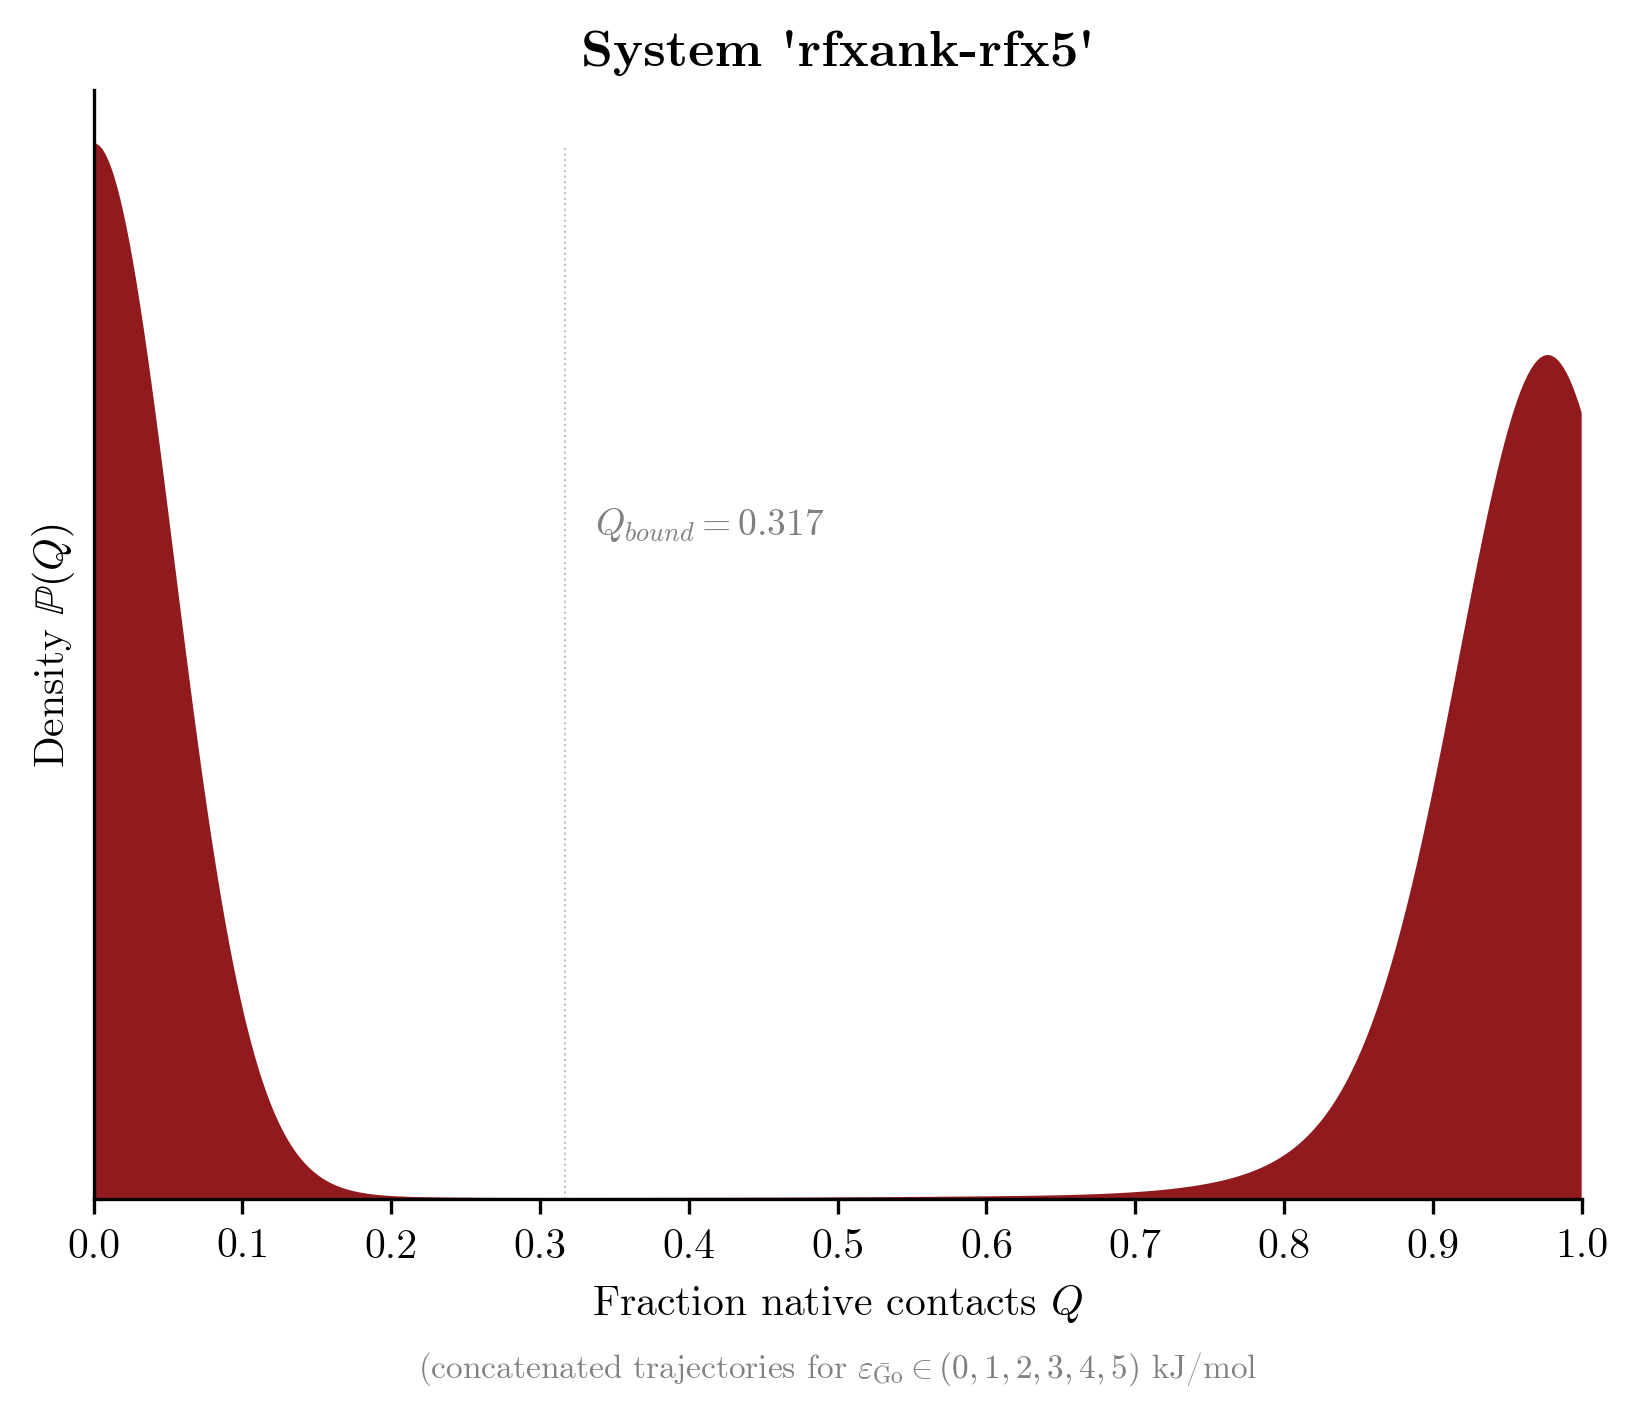 System 'rfxank-rfx5'
Density ℙ(Q)
Q_bound = 0.317
0.0 0.1 0.2 0.3 0.4 0.5 0.6 0.7 0.8 0.9 1.0
Fraction native contacts Q
(concatenated trajectories for ε_Ḡo ∈ (0, 1, 2, 3, 4, 5) kJ/mol